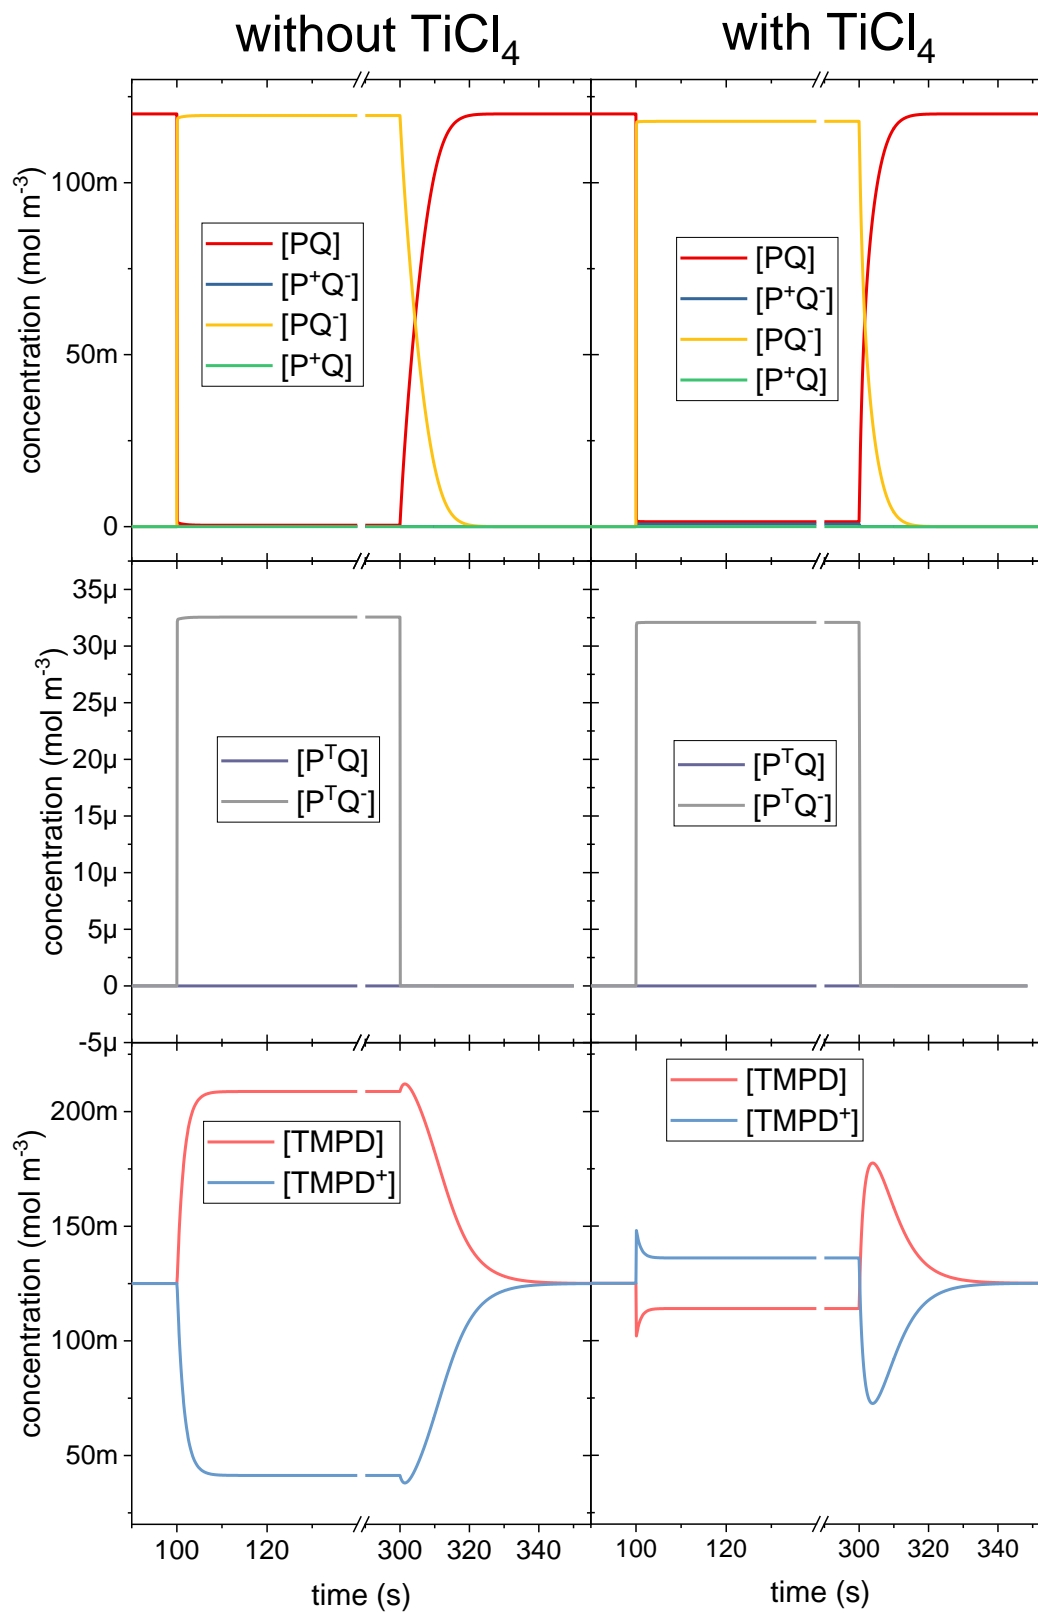 without TiCl4
with TiCl4
concentration (mol m-3)
100m
50m
0
[PQ]
[P+Q-]
[PQ-]
[P+Q]
[PQ]
[P+Q-]
[PQ-]
[P+Q]
concentration (mol m-3)
35µ
30µ
25µ
20µ
15µ
10µ
5µ
0
-5µ
[PTQ]
[PTQ-]
[PTQ]
[PTQ-]
concentration (mol m-3)
200m
150m
100m
50m
[TMPD]
[TMPD+]
[TMPD]
[TMPD+]
100 120 300 320 100 120 300 320 340
time (s)
time (s)